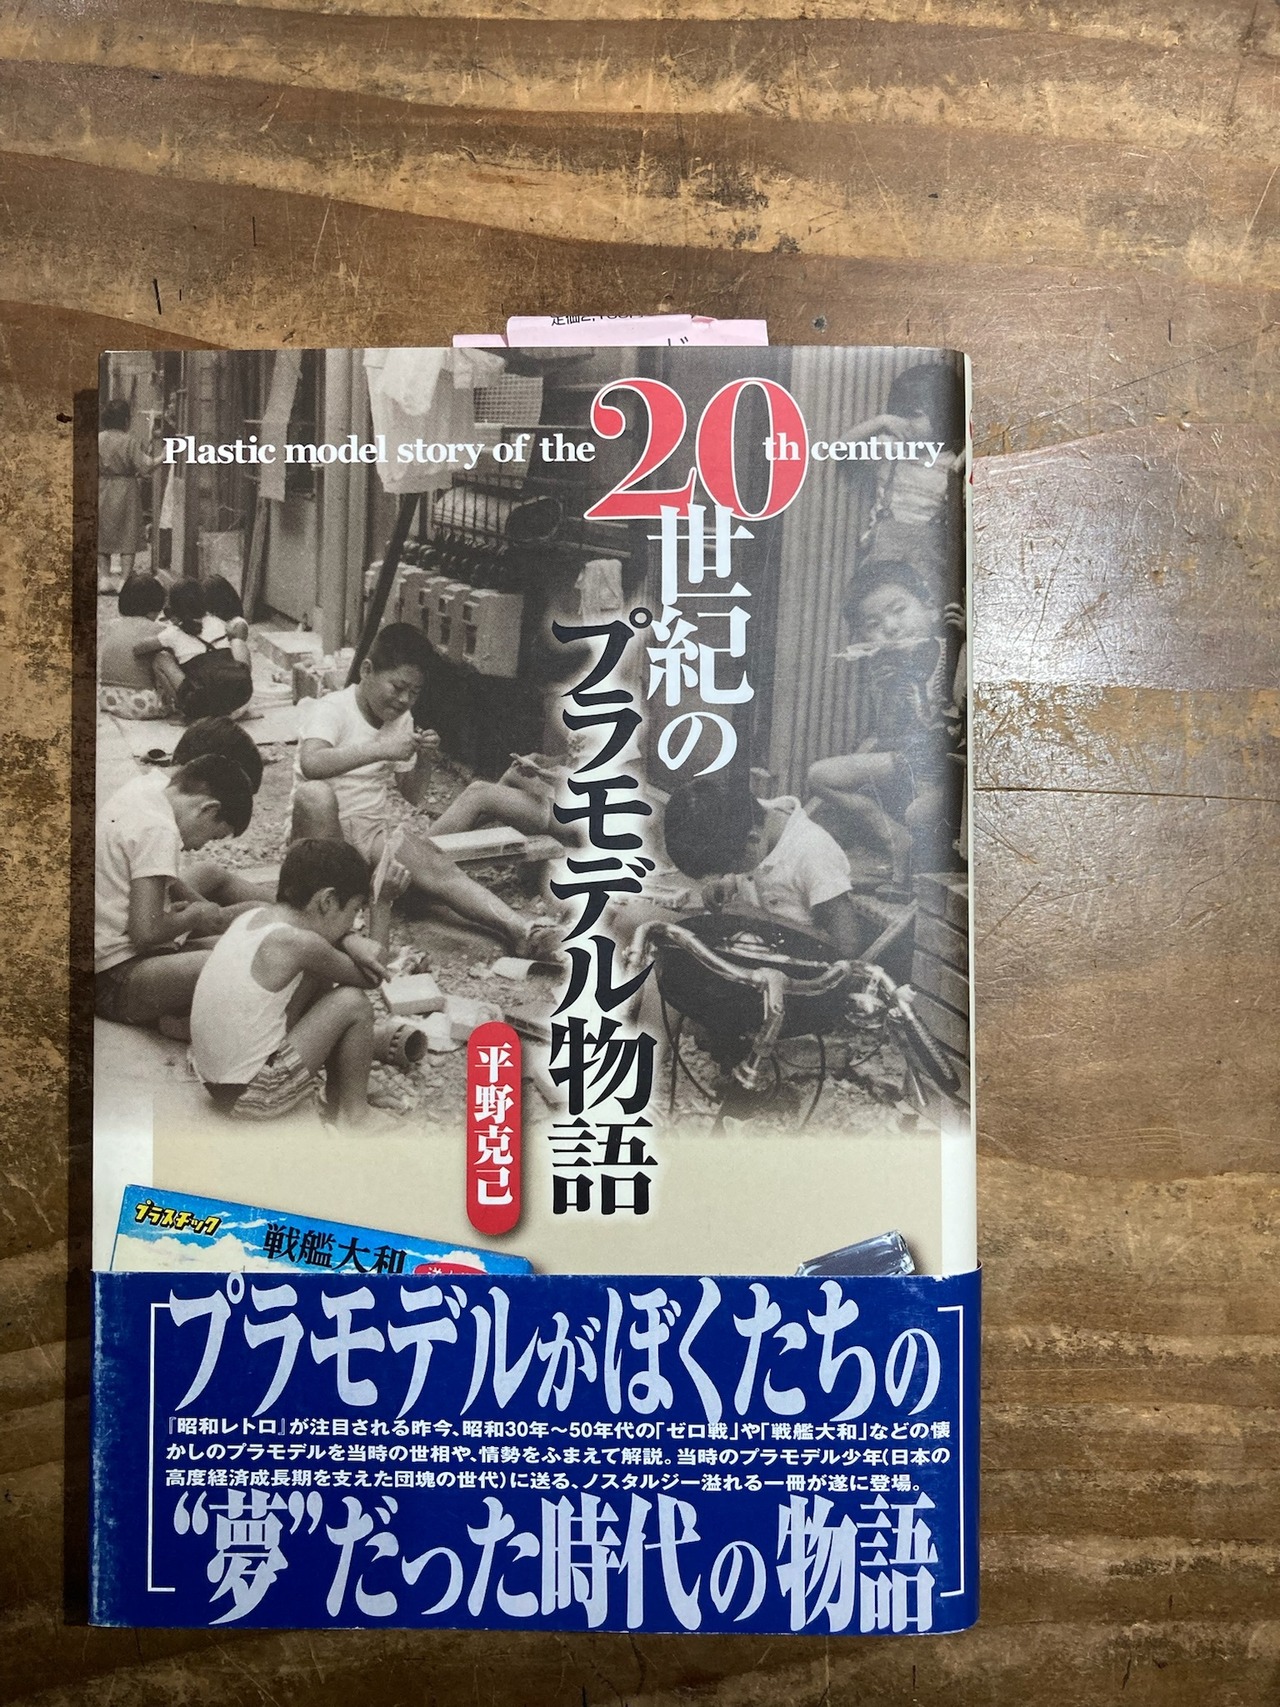 Plastic model story of the 20th century
20世紀の
プラモデル物語
平野克己
プラスチック
戦艦大和
プラモデルがぼくたちの
『昭和レトロ』が注目される昨今、昭和30年〜50年代の「ゼロ戦」や「戦艦大和」などの懐
かしのプラモデルを当時の世相や、情勢をふまえて解説。当時のプラモデル少年(日本の
高度経済成長期を支えた団塊の世代)に送る、ノスタルジー溢れる一冊が遂に登場。
“夢”だった時代の物語